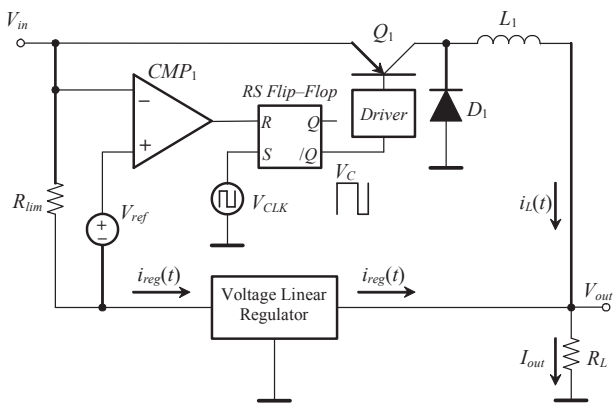 V_in
Q_1
L_1
CMP_1
RS Flip–Flop
−
+
R
Q
S
/Q
Driver
D_1
V_C
R_lim
V_ref
+
−
V_CLK
i_L(t)
i_reg(t)
i_reg(t)
Voltage Linear
Regulator
V_out
I_out
R_L